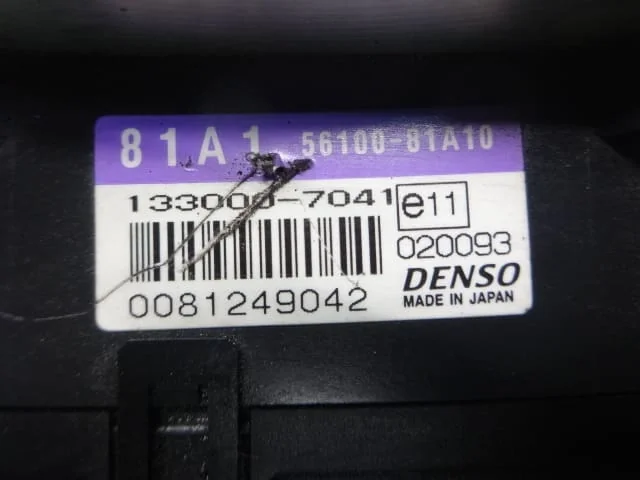 81A1 56100-81A10
133000-7041
e11
020093
0081249042
DENSO
MADE IN JAPAN